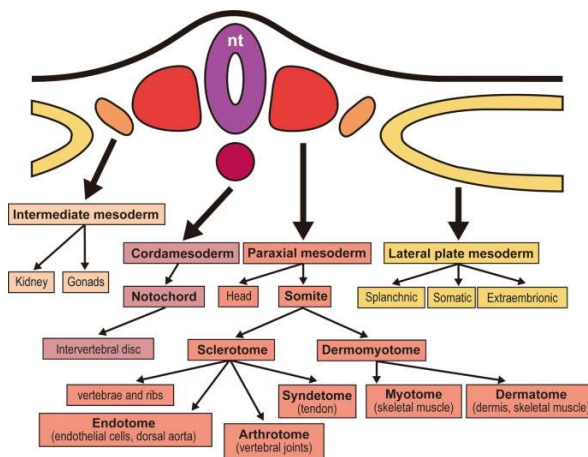 nt
Intermediate mesoderm
Kidney
Gonads
Cordamesoderm
Notochord
Intervertebral disc
Paraxial mesoderm
Head
Somite
Lateral plate mesoderm
Splanchnic
Somatic
Extraembrionic
Sclerotome
Dermomyotome
vertebrae and ribs
Endotome
(endothelial cells, dorsal aorta)
Arthrotome
(vertebral joints)
Syndetome
(tendon)
Myotome
(skeletal muscle)
Dermatome
(dermis, skeletal muscle)